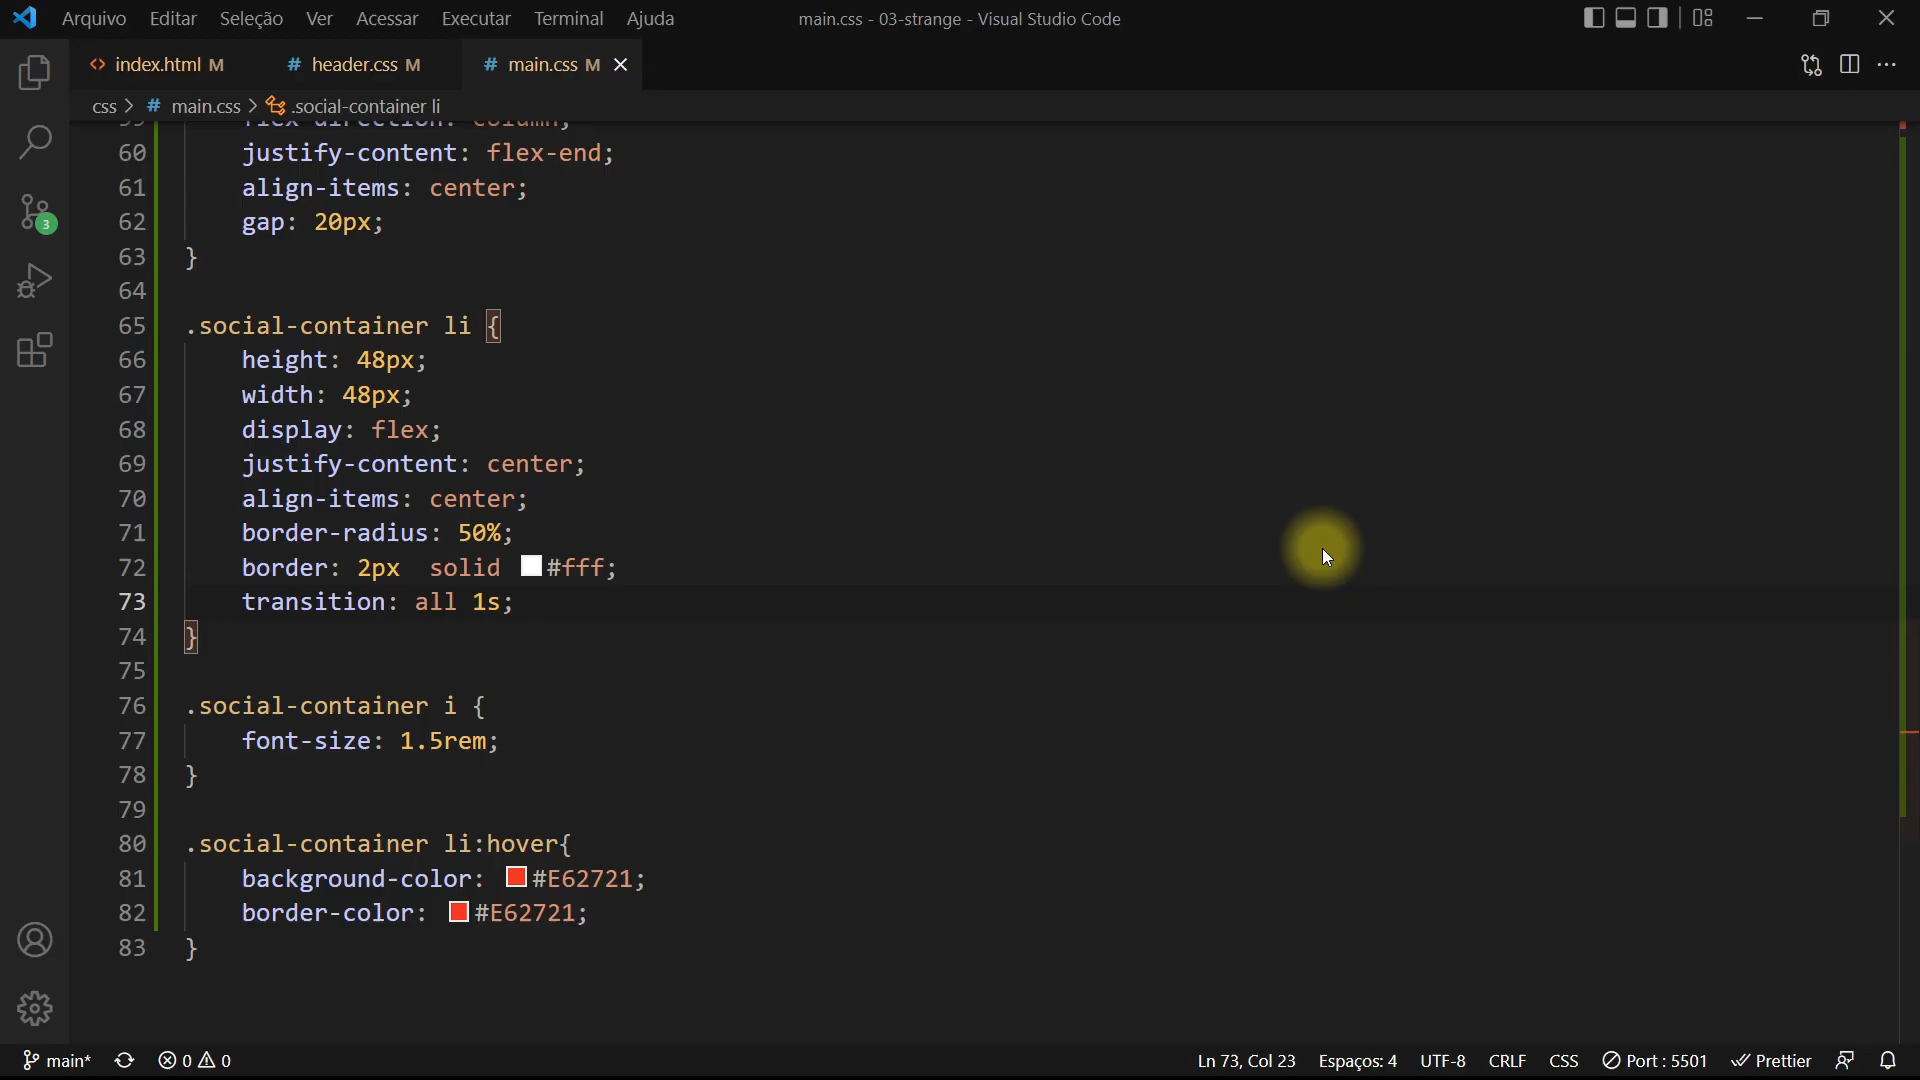 Arquivo Editar Seleção Ver Acessar Executar Terminal Ajuda main.css - 03-strange - Visual Studio Code
index.html M # header.css M # main.css M
css > # main.css > .social-container li
59 flex-direction: column;
60 justify-content: flex-end;
61 align-items: center;
62 gap: 20px;
63 }
64
65 .social-container li {
66 height: 48px;
67 width: 48px;
68 display: flex;
69 justify-content: center;
70 align-items: center;
71 border-radius: 50%;
72 border: 2px  solid #fff;
73 transition: all 1s;
74 }
75
76 .social-container i {
77 font-size: 1.5rem;
78 }
79
80 .social-container li:hover{
81 background-color: #E62721;
82 border-color: #E62721;
83 }
3
main* 0 0 Ln 73, Col 23 Espaços: 4 UTF-8 CRLF CSS Port : 5501 Prettier